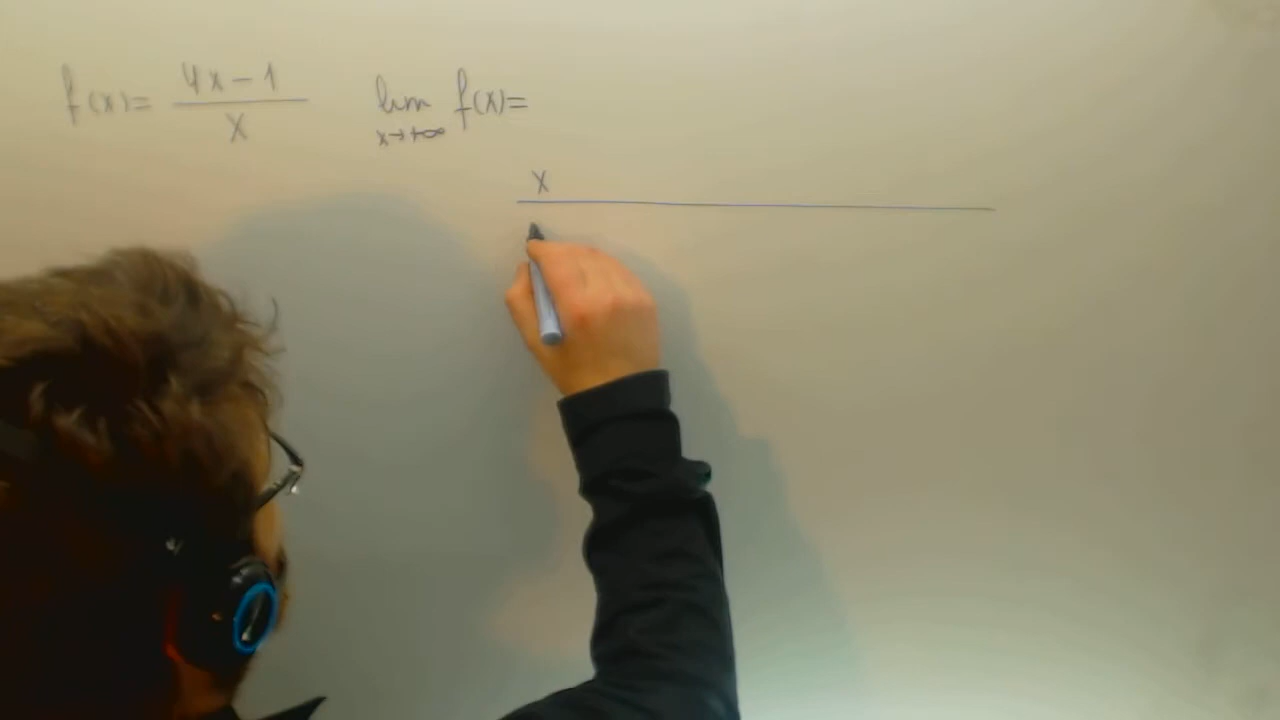 f(x) = 4x-1/x lim x→+∞ f(x)=
x